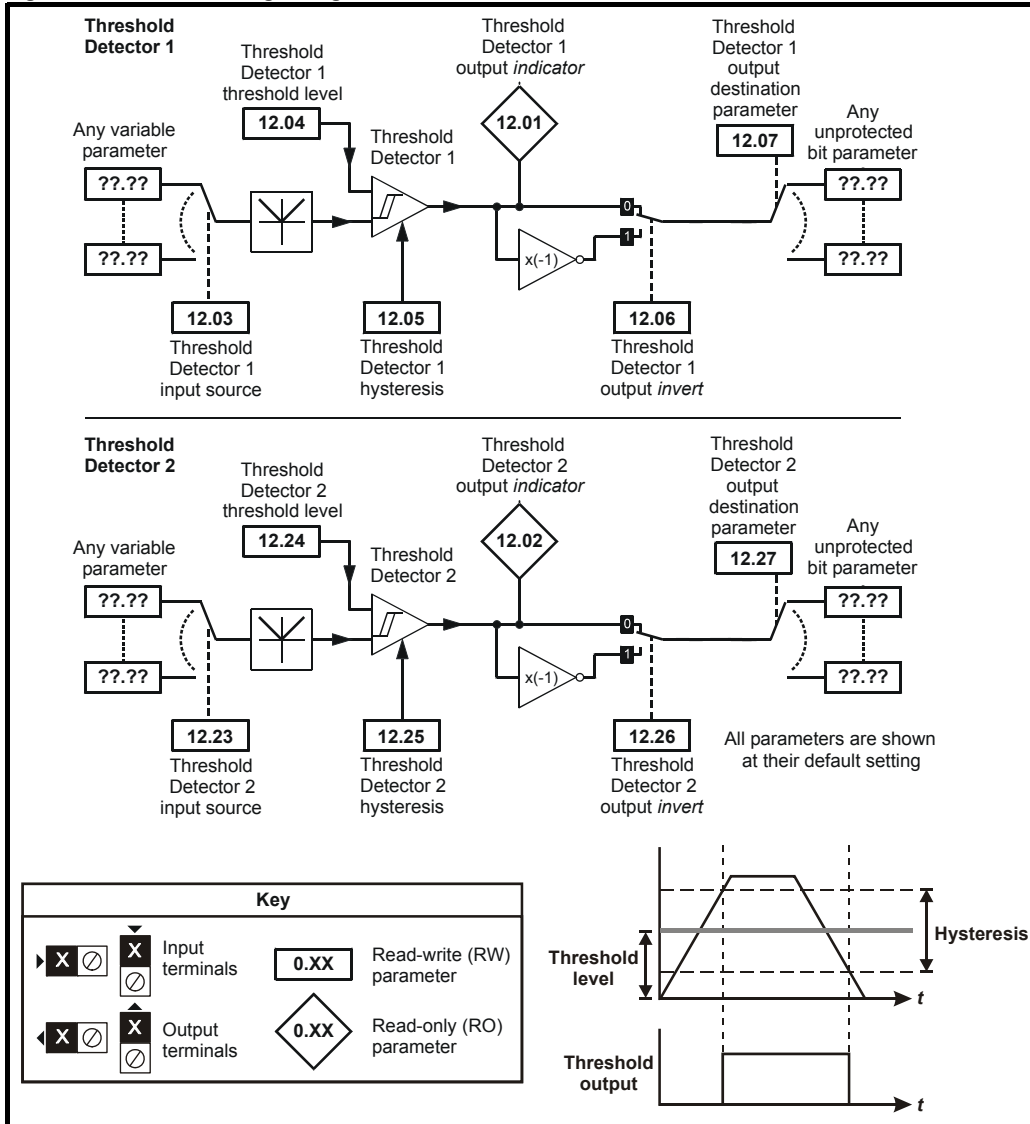 Threshold
Detector 1
Threshold
Detector 1
threshold level
12.04
Threshold
Detector 1
output indicator
12.01
Threshold
Detector 1
output
destination
parameter
12.07
Any variable
parameter
??.??
??.??
Threshold
Detector 1
Any
unprotected
bit parameter
??.??
??.??
0
1
x(-1)
12.03
Threshold
Detector 1
input source
12.05
Threshold
Detector 1
hysteresis
12.06
Threshold
Detector 1
output invert
Threshold
Detector 2
Threshold
Detector 2
threshold level
12.24
Threshold
Detector 2
output indicator
12.02
Threshold
Detector 2
output
destination
parameter
12.27
Any variable
parameter
??.??
??.??
Threshold
Detector 2
Any
unprotected
bit parameter
??.??
??.??
0
1
x(-1)
12.23
Threshold
Detector 2
input source
12.25
Threshold
Detector 2
hysteresis
12.26
Threshold
Detector 2
output invert
All parameters are shown
at their default setting
Key
X
X
Input
terminals
0.XX
Read-write (RW)
parameter
X
X
Output
terminals
0.XX
Read-only (RO)
parameter
Threshold
level
Hysteresis
t
Threshold
output
t